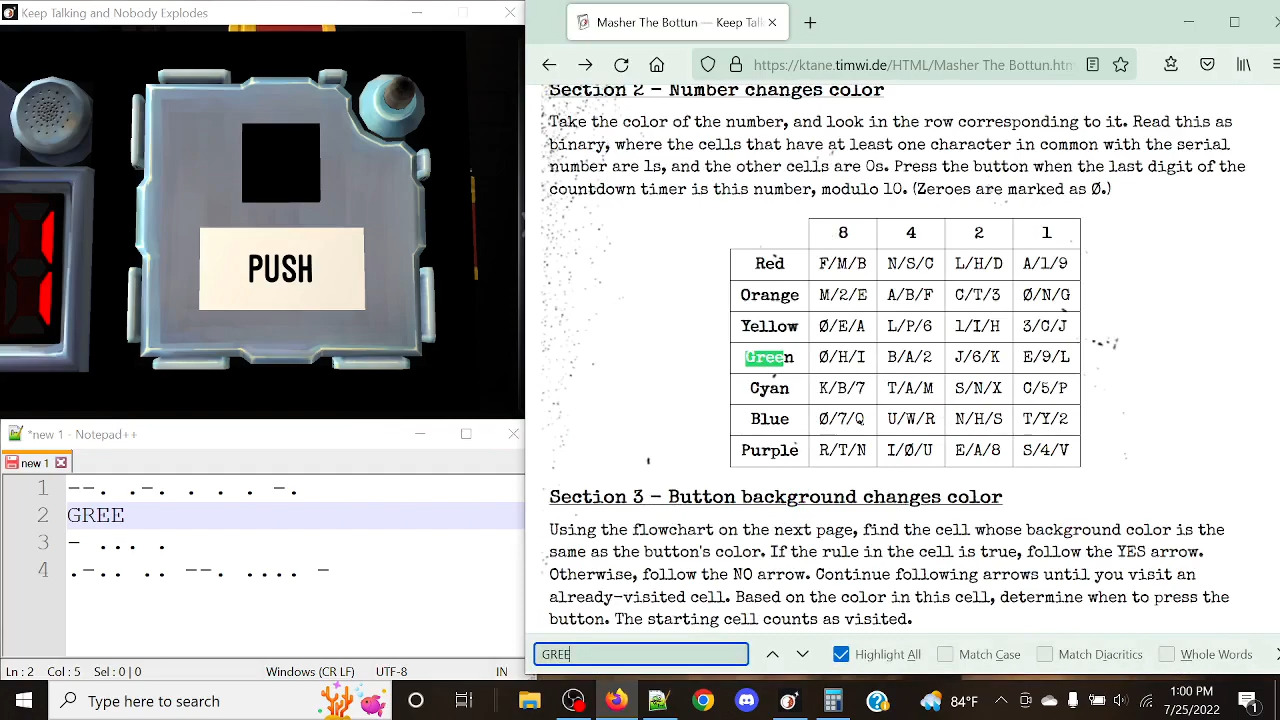 Keep Talking and Nobody Explodes
PUSH
*new 1 - Notepad++
new 1
1 --. .-. . . . -.
2 GREE
3 - ... .
4 .-.. .. --. .... -
Ln : 2 Col : 5 Sel : 0 | 0 Windows (CR LF) UTF-8 IN
Masher The Bottun — Keep Talk
https://ktane.timwi.de/HTML/Masher The Bottun.htm
Section 2 – Number changes color
Take the color of the number, and look in the row corresponding to it. Read this as
binary, where the cells that have at least one character in common with the serial
number are 1s, and the other cells are 0s. Press the button when the last digit of the
countdown timer is this number, modulo 10. (Zeroes are marked as Ø.)
8 4 2 1
Red F/M/B N/S/C L/H/D A/1/9
Orange M/2/E A/B/F C/T/3 Ø/N/G
Yellow Ø/E/A L/P/6 1/I/H 3/C/J
Green Ø/H/I B/A/2 J/6/K E/9/L
Cyan K/B/7 T/A/M S/N/X C/5/P
Blue Ø/7/Q U/W/R N/H/S T/Y/2
Purple R/T/N I/Ø/U E/A/8 S/4/V
Section 3 – Button background changes color
Using the flowchart on the next page, find the cell whose background color is the
same as the button's color. If the rule in the cell is true, follow the YES arrow.
Otherwise, follow the NO arrow. Continue following arrows until you visit an
already-visited cell. Based on the color in this cell, determine when to press the
button. The starting cell counts as visited.
GREE Highlight All Match Case Match Diacritics Whole Words
Type here to search
1:00 PM
7/25/2022